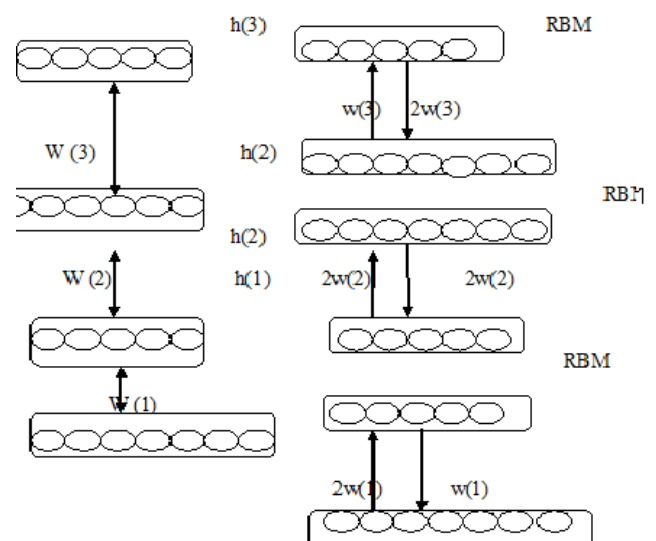 h(3) RBM
w(3) 2w(3)
W (3) h(2)
RBM
h(2)
W (2) h(1) 2w(2) 2w(2)
RBM
W (1)
2w(1) w(1)